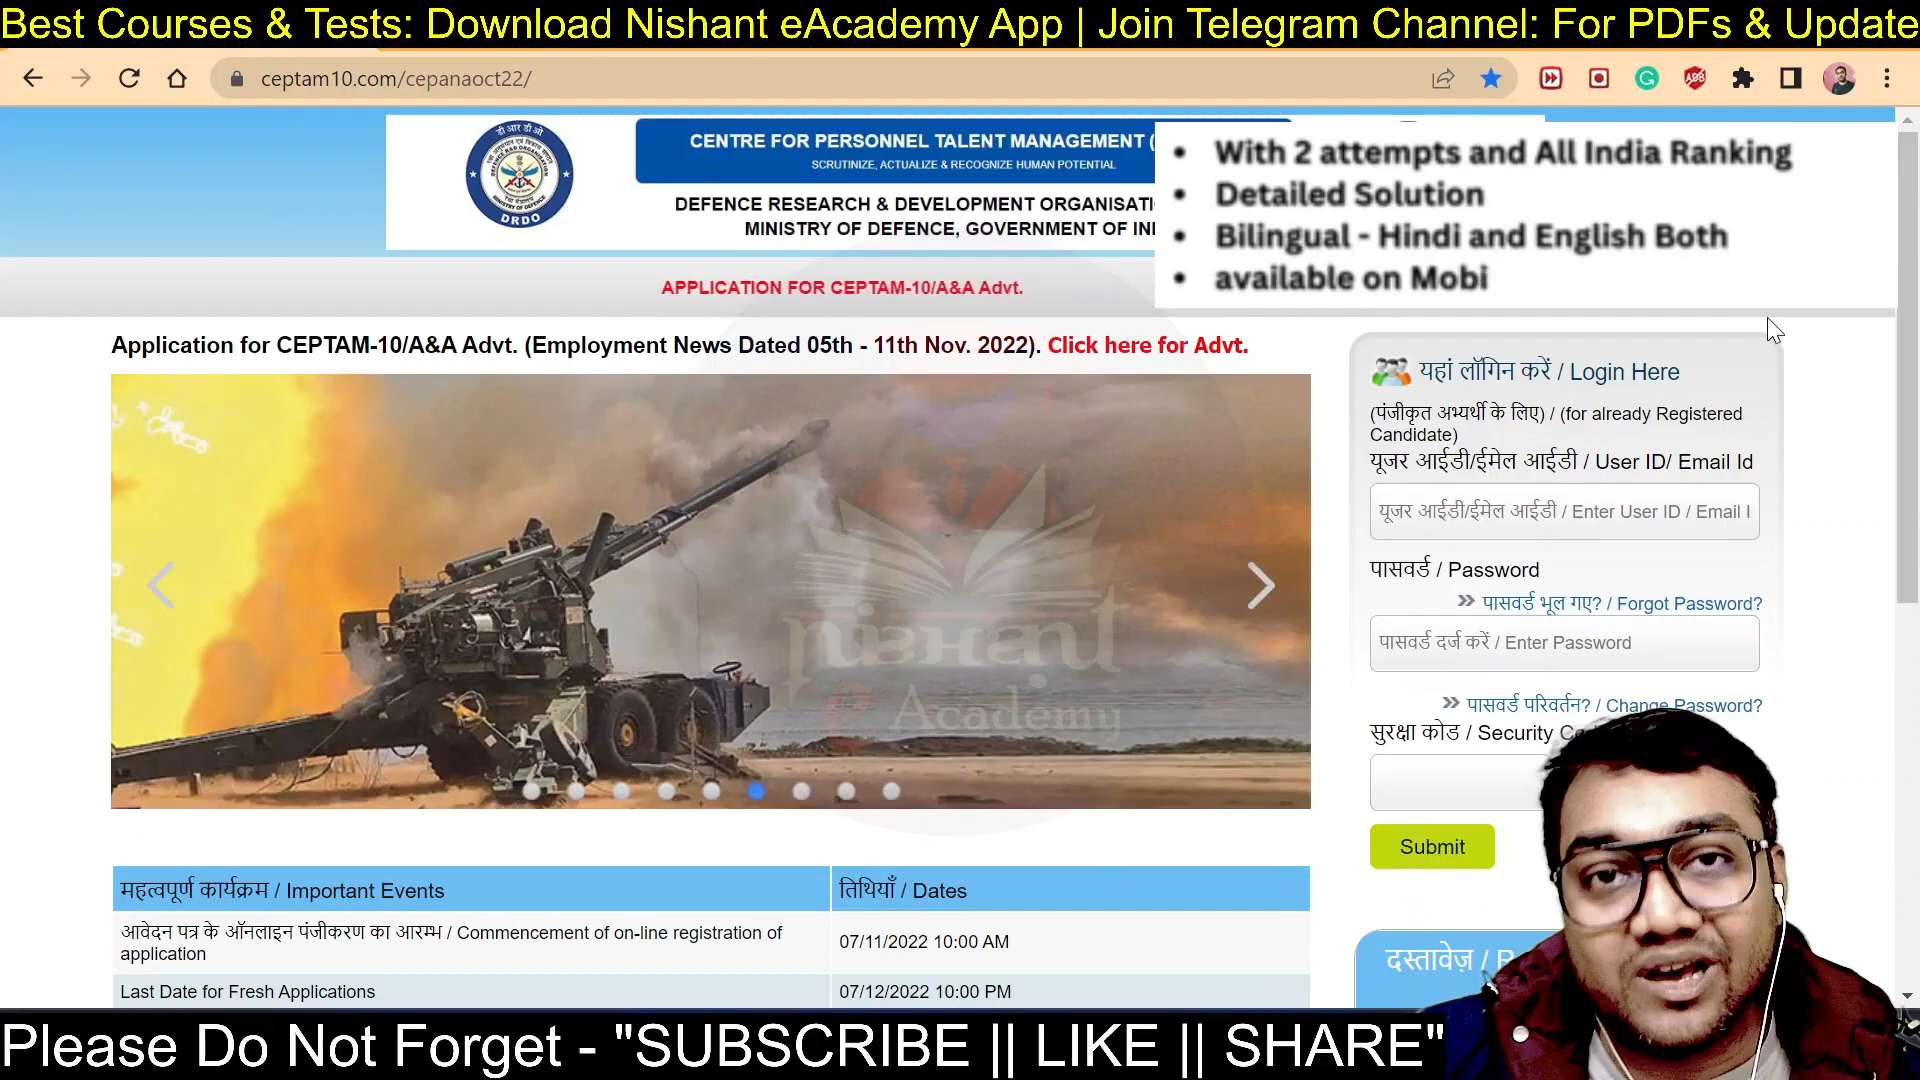 Best Courses & Tests: Download Nishant eAcademy App | Join Telegram Channel: For PDFs & Update
ceptam10.com/cepanaoct22/
डी आर डी ओ
DRDO
CENTRE FOR PERSONNEL TALENT MANAGEMENT (
SCRUTINIZE, ACTUALIZE & RECOGNIZE HUMAN POTENTIAL
DEFENCE RESEARCH & DEVELOPMENT ORGANISATI
MINISTRY OF DEFENCE, GOVERNMENT OF IN
• With 2 attempts and All India Ranking
• Detailed Solution
• Bilingual - Hindi and English Both
• available on Mobi
APPLICATION FOR CEPTAM-10/A&A Advt.
Application for CEPTAM-10/A&A Advt. (Employment News Dated 05th - 11th Nov. 2022). Click here for Advt.
यहां लॉगिन करें / Login Here
(पंजीकृत अभ्यर्थी के लिए) / (for already Registered
Candidate)
यूजर आईडी/ईमेल आईडी / User ID/ Email Id
यूजर आईडी/ईमेल आईडी / Enter User ID / Email I
पासवर्ड / Password
पासवर्ड भूल गए? / Forgot Password?
पासवर्ड दर्ज करें / Enter Password
पासवर्ड परिवर्तन? / Change Password?
सुरक्षा कोड / Security
Submit
दस्तावेज़ /
Academy
महत्वपूर्ण कार्यक्रम / Important Events
तिथियाँ / Dates
आवेदन पत्र के ऑनलाइन पंजीकरण का आरम्भ / Commencement of on-line registration of
application
07/11/2022 10:00 AM
Last Date for Fresh Applications
07/12/2022 10:00 PM
Please Do Not Forget - "SUBSCRIBE || LIKE || SHARE"